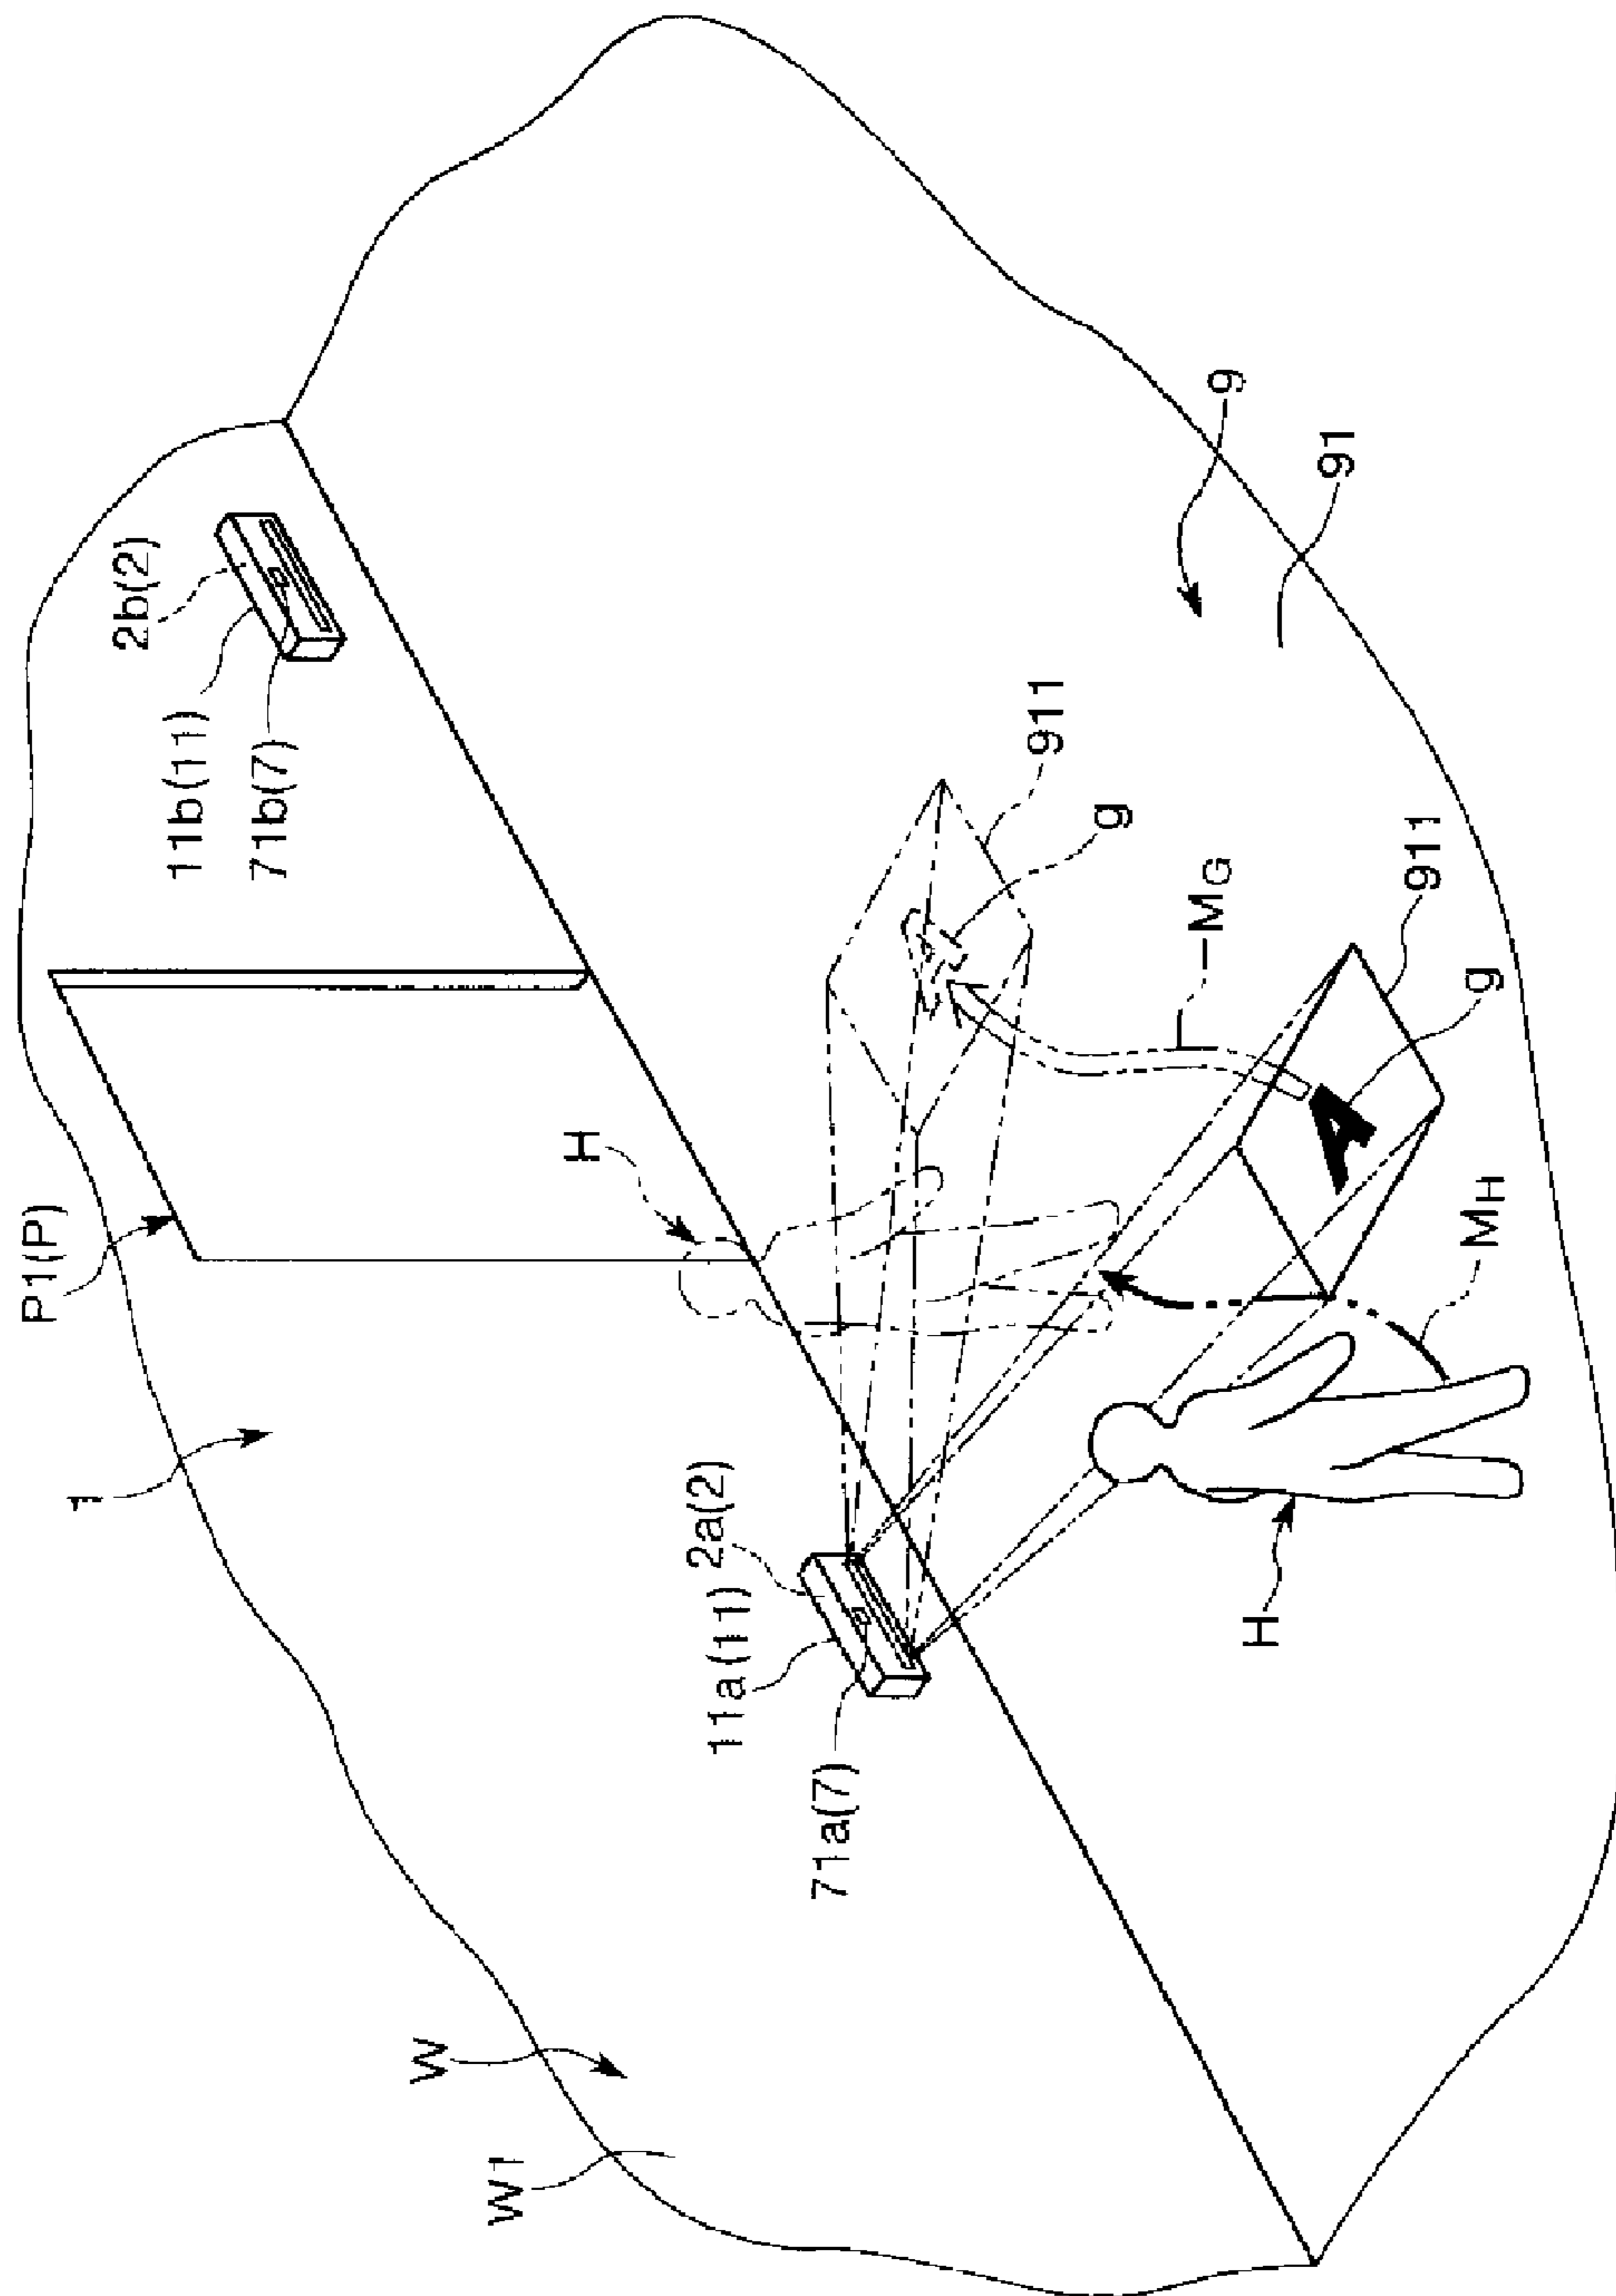 W1
W
1
P1(P)
11b(11)
2b(2)
71b(7)
H
11a(11)
2a(2)
71a(7)
911
g
MG
9
91
911
g
A
MH
H